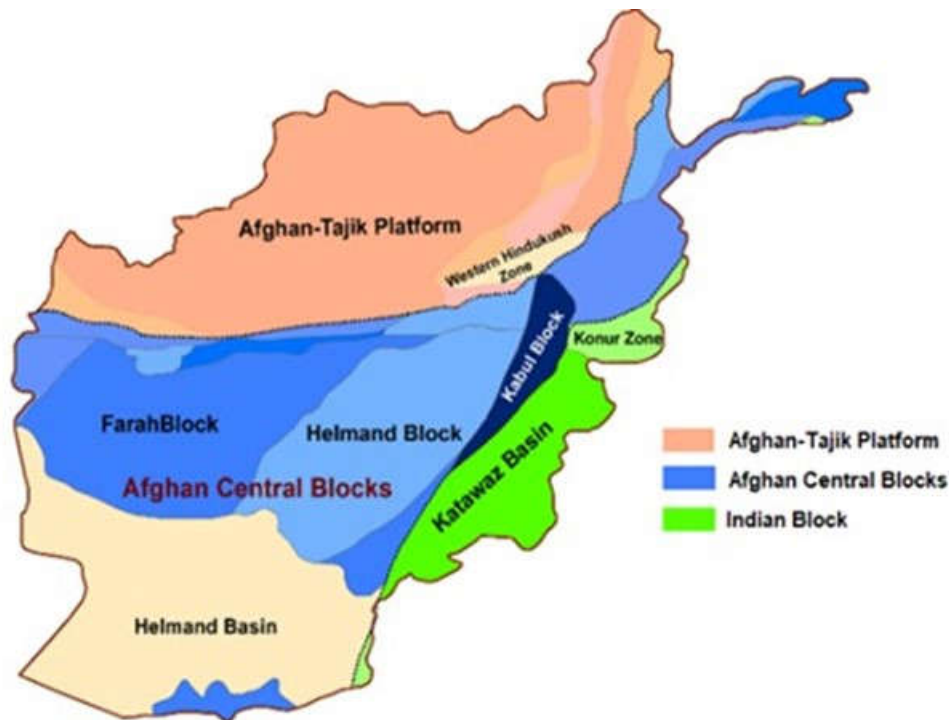 Afghan-Tajik Platform
Western Hindukush
Zone
Kabul Block
Konur Zone
FarahBlock
Helmand Block
Afghan Central Blocks
Katawaz Basin
Helmand Basin
Afghan-Tajik Platform
Afghan Central Blocks
Indian Block